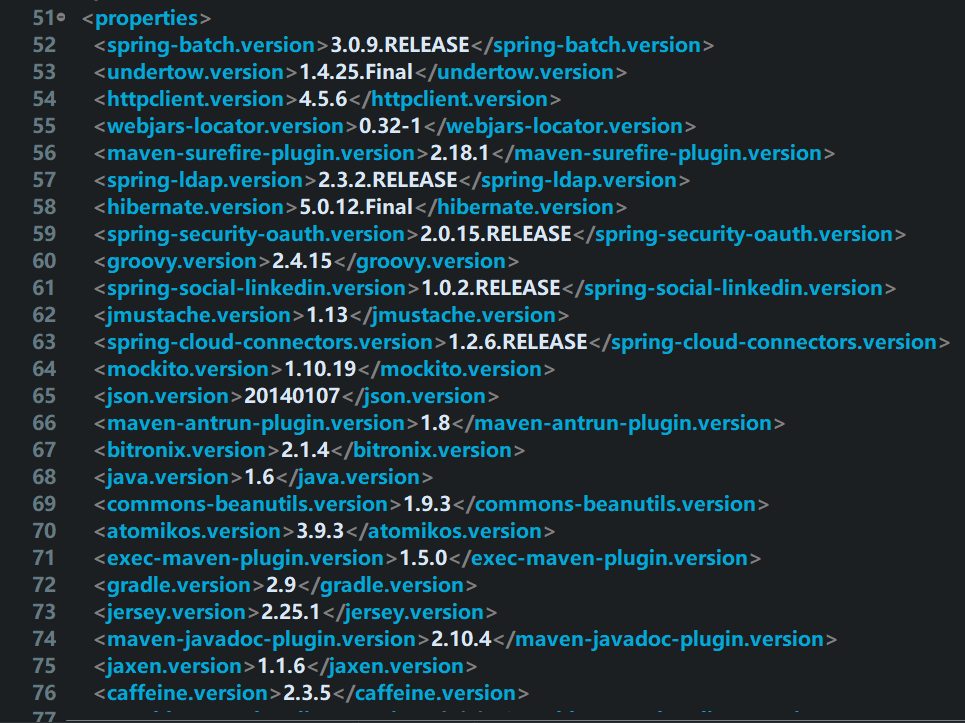 51 <properties>
52 <spring-batch.version>3.0.9.RELEASE</spring-batch.version>
53 <undertow.version>1.4.25.Final</undertow.version>
54 <httpclient.version>4.5.6</httpclient.version>
55 <webjars-locator.version>0.32-1</webjars-locator.version>
56 <maven-surefire-plugin.version>2.18.1</maven-surefire-plugin.version>
57 <spring-ldap.version>2.3.2.RELEASE</spring-ldap.version>
58 <hibernate.version>5.0.12.Final</hibernate.version>
59 <spring-security-oauth.version>2.0.15.RELEASE</spring-security-oauth.version>
60 <groovy.version>2.4.15</groovy.version>
61 <spring-social-linkedin.version>1.0.2.RELEASE</spring-social-linkedin.version>
62 <jmustache.version>1.13</jmustache.version>
63 <spring-cloud-connectors.version>1.2.6.RELEASE</spring-cloud-connectors.version>
64 <mockito.version>1.10.19</mockito.version>
65 <json.version>20140107</json.version>
66 <maven-antrun-plugin.version>1.8</maven-antrun-plugin.version>
67 <bitronix.version>2.1.4</bitronix.version>
68 <java.version>1.6</java.version>
69 <commons-beanutils.version>1.9.3</commons-beanutils.version>
70 <atomikos.version>3.9.3</atomikos.version>
71 <exec-maven-plugin.version>1.5.0</exec-maven-plugin.version>
72 <gradle.version>2.9</gradle.version>
73 <jersey.version>2.25.1</jersey.version>
74 <maven-javadoc-plugin.version>2.10.4</maven-javadoc-plugin.version>
75 <jaxen.version>1.1.6</jaxen.version>
76 <caffeine.version>2.3.5</caffeine.version>
77